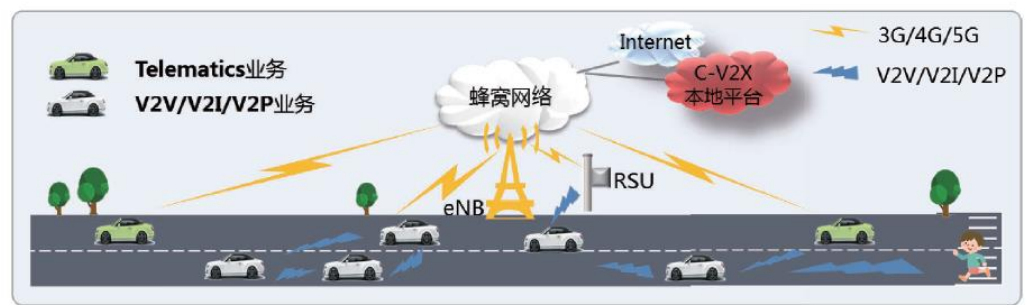 Telematics业务
V2V/V2I/V2P业务
Internet
C-V2X
本地平台
3G/4G/5G
V2V/V2I/V2P
蜂窝网络
eNB
RSU